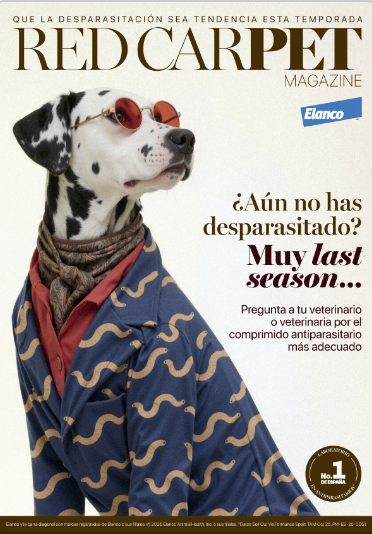 QUE LA DESPARASITACIÓN SEA TENDENCIA ESTA TEMPORADA
RED CARPET
MAGAZINE
Elanco
¿Aún no has
desparasitado?
Muy last
season...
Pregunta a tu veterinario
o veterinaria por el
comprimido antiparasitario
más adecuado
LABORATORIO
No. 1
DE ESPAÑA
EN ANTIPARASITARIOS*
Elanco y la barra diagonal son marcas registradas de Elanco o sus filiales. © 2025 Elanco Animal Health, Inc. o sus filiales.